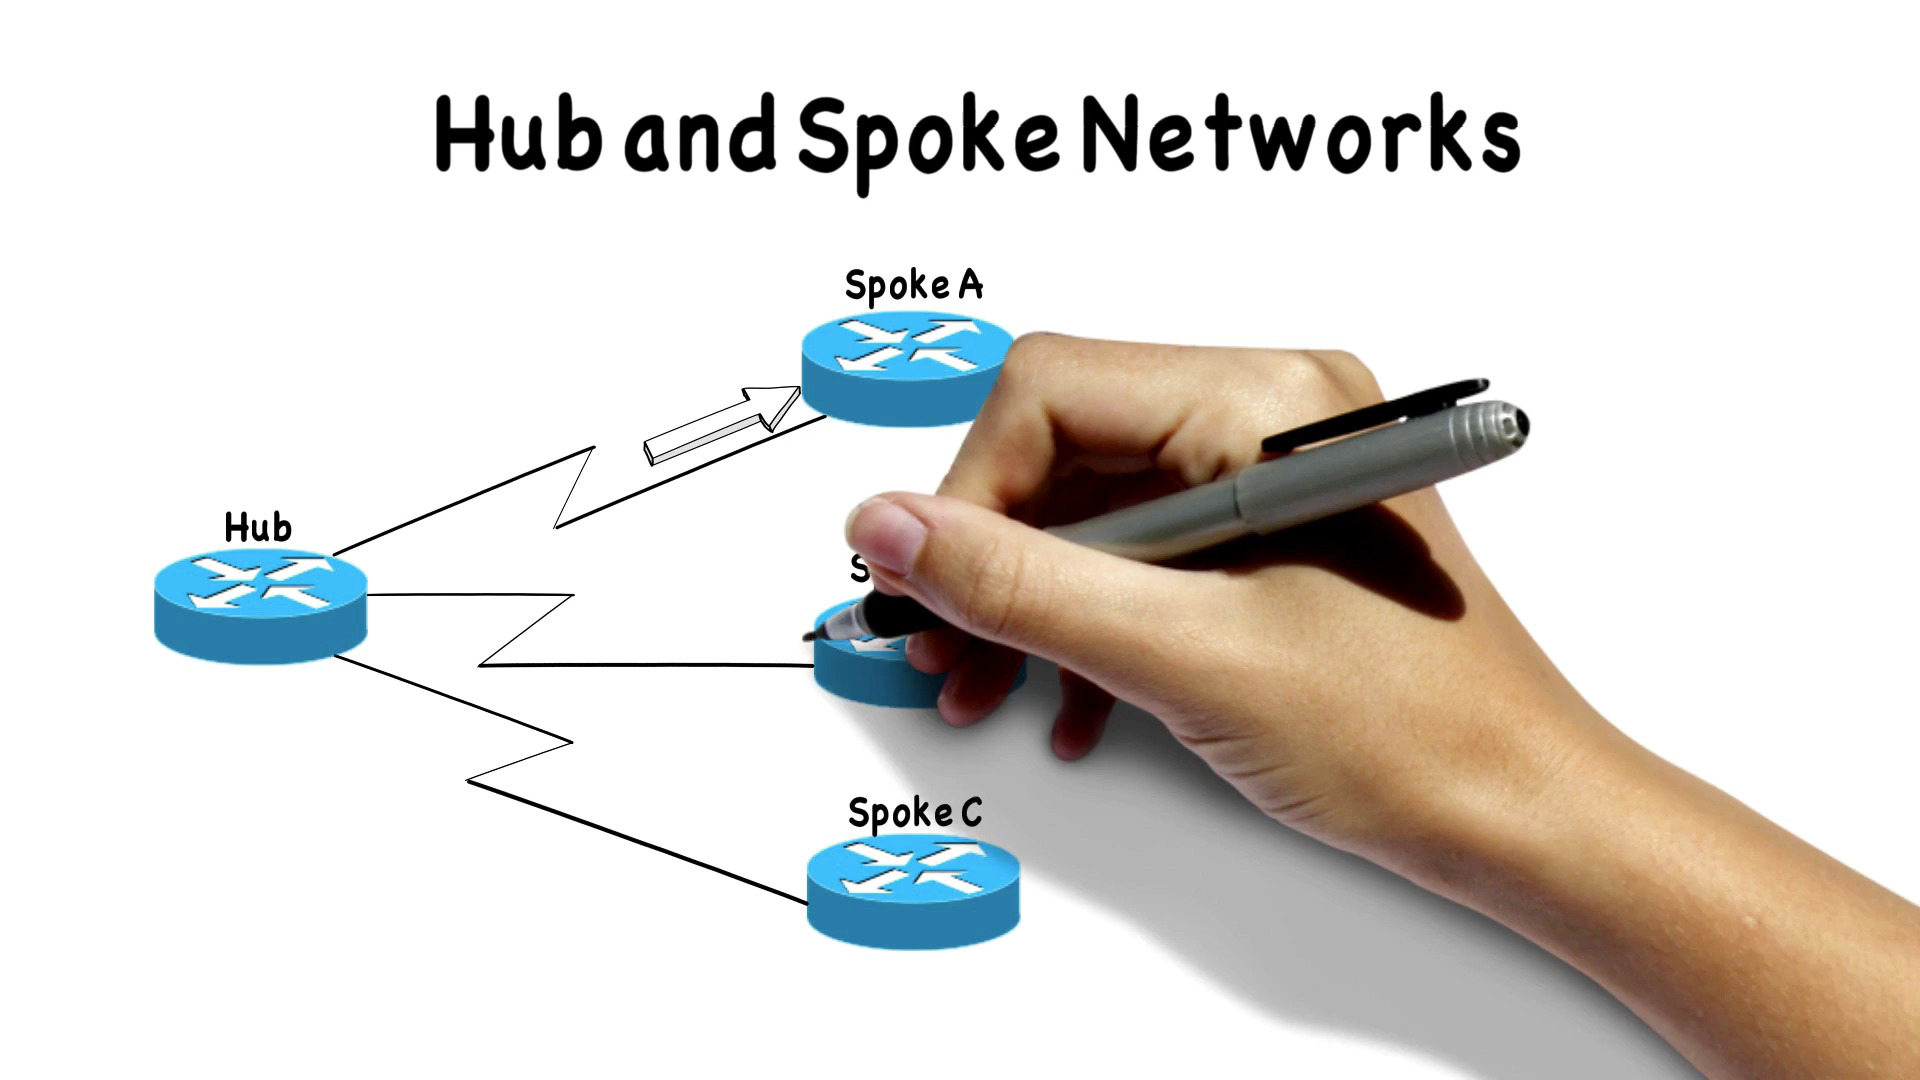 Hub and Spoke Networks
Spoke A
Hub
S
Spoke C